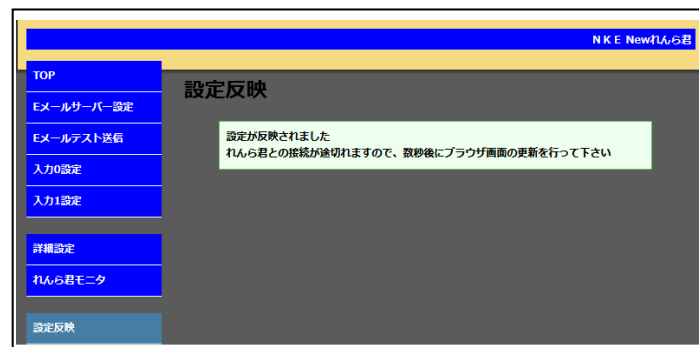 NKE Newれんら君
TOP
Eメールサーバー設定
Eメールテスト送信
入力0設定
入力1設定
詳細設定
れんら君モニタ
設定反映
設定反映
設定が反映されました
れんら君との接続が途切れますので、数秒後にブラウザ画面の更新を行って下さい